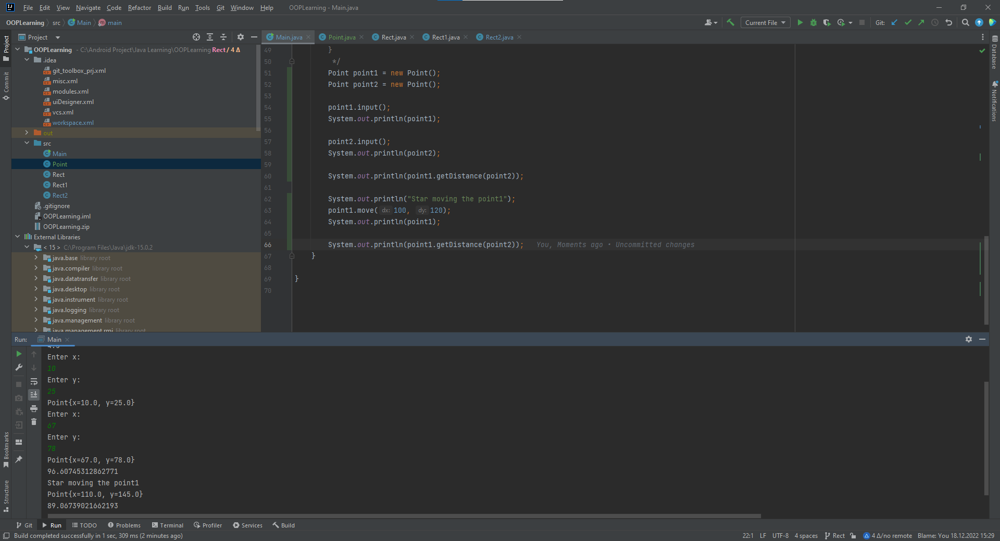 File Edit View Navigate Code Refactor Build Run Tools Git Window Help OOPLearning - Main.java
OOPLearning src Main main Current File Git:
Project
Main.java Point.java Rect.java Rect1.java Rect2.java
OOPLearning - C:\Android Project\Java Learning\OOPLearning Rect / 4 Δ
.idea
git_toolbox_prj.xml
misc.xml
modules.xml
uiDesigner.xml
vcs.xml
workspace.xml
out
src
Main
Point
Rect
Rect1
Rect2
.gitignore
OOPLearning.iml
OOPLearning.zip
External Libraries
< 15 > C:\Program Files\Java\jdk-15.0.2
java.base library root
java.compiler library root
java.datatransfer library root
java.desktop library root
java.instrument library root
java.logging library root
java.management library root
java.management.rmi library root
49 }
50 */
51 Point point1 = new Point();
52 Point point2 = new Point();
53
54 point1.input();
55 System.out.println(point1);
56
57 point2.input();
58 System.out.println(point2);
59
60 System.out.println(point1.getDistance(point2));
61
62 System.out.println("Star moving the point1");
63 point1.move( dx: 100, dy: 120);
64 System.out.println(point1);
65
66 System.out.println(point1.getDistance(point2)); You, Moments ago • Uncommitted changes
67 }
68
69 }
70
Project
Commit
Bookmarks
Structure
Database
Notifications
Run: Main
Enter x:
10
Enter y:
25
Point{x=10.0, y=25.0}
Enter x:
67
Enter y:
78
Point{x=67.0, y=78.0}
96.60745312862771
Star moving the point1
Point{x=110.0, y=145.0}
89.06739021662193
Git Run TODO Problems Terminal Profiler Services Build
Build completed successfully in 1 sec, 309 ms (2 minutes ago) 22:1 LF UTF-8 4 spaces Rect 4 Δ/no remote Blame: You 18.12.2022 15:29